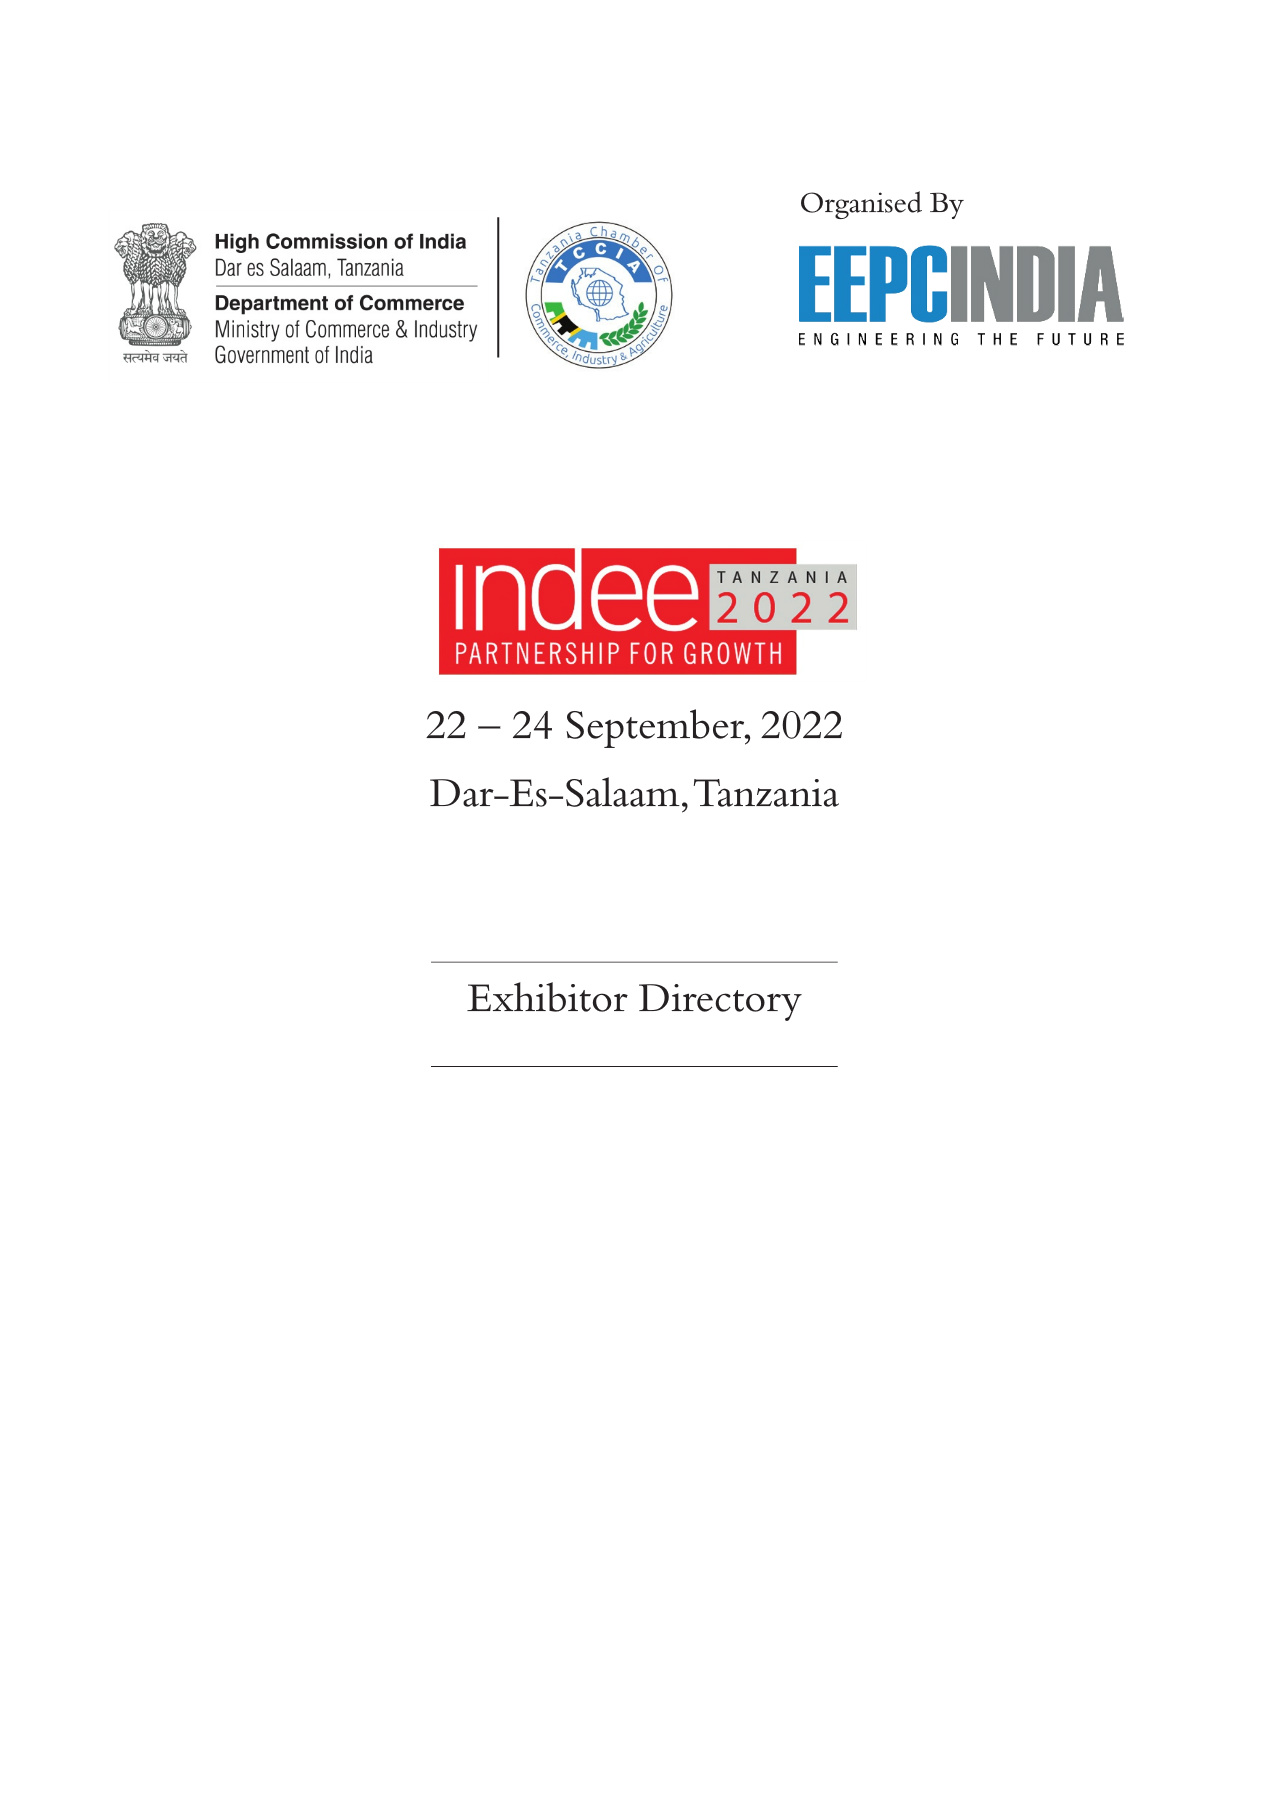 Organised By
High Commission of India
Dar es Salaam, Tanzania
Department of Commerce
Ministry of Commerce & Industry
Government of India
सत्यमेव जयते
Tanzania Chamber Of
TCCIA
Commerce, Industry & Agriculture
EEPCINDIA
ENGINEERING THE FUTURE
indee
TANZANIA
2022
PARTNERSHIP FOR GROWTH
22 – 24 September, 2022
Dar-Es-Salaam, Tanzania
Exhibitor Directory